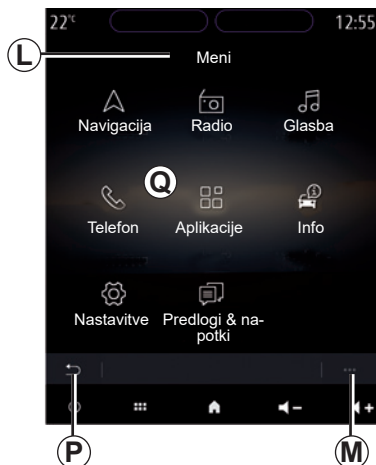 22°C 12:55
L
Meni
Navigacija Radio Glasba
Q
Telefon Aplikacije Info
Nastavitve Predlogi & na-
potki
P M